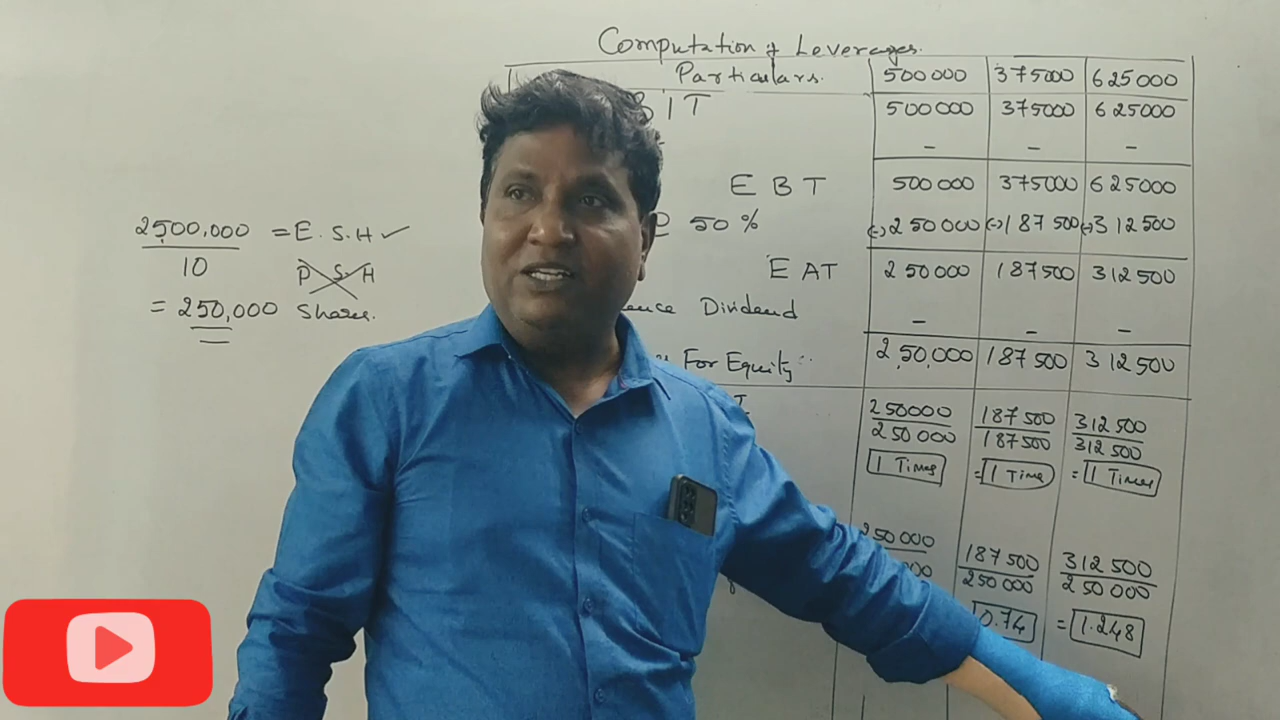 Computation of Leverages.
Particulars. 500000 375000 625000
BIT 500000 375000 625000
- - -
EBT 500000 375000 625000
50% (-)250000 (-)187500 (-)312500
EAT 250000 187500 312500
Dividend - - -
For Equity 2,50,000 187500 312500
250000 187500 312500
250000 187500 312500
1 Times = 1 Time = 1 Times
250000 187500 312500
250000 250000
0.74 = 1.248
2500,000 = E.S.H ✓
10 P S H
= 250,000 Shares.